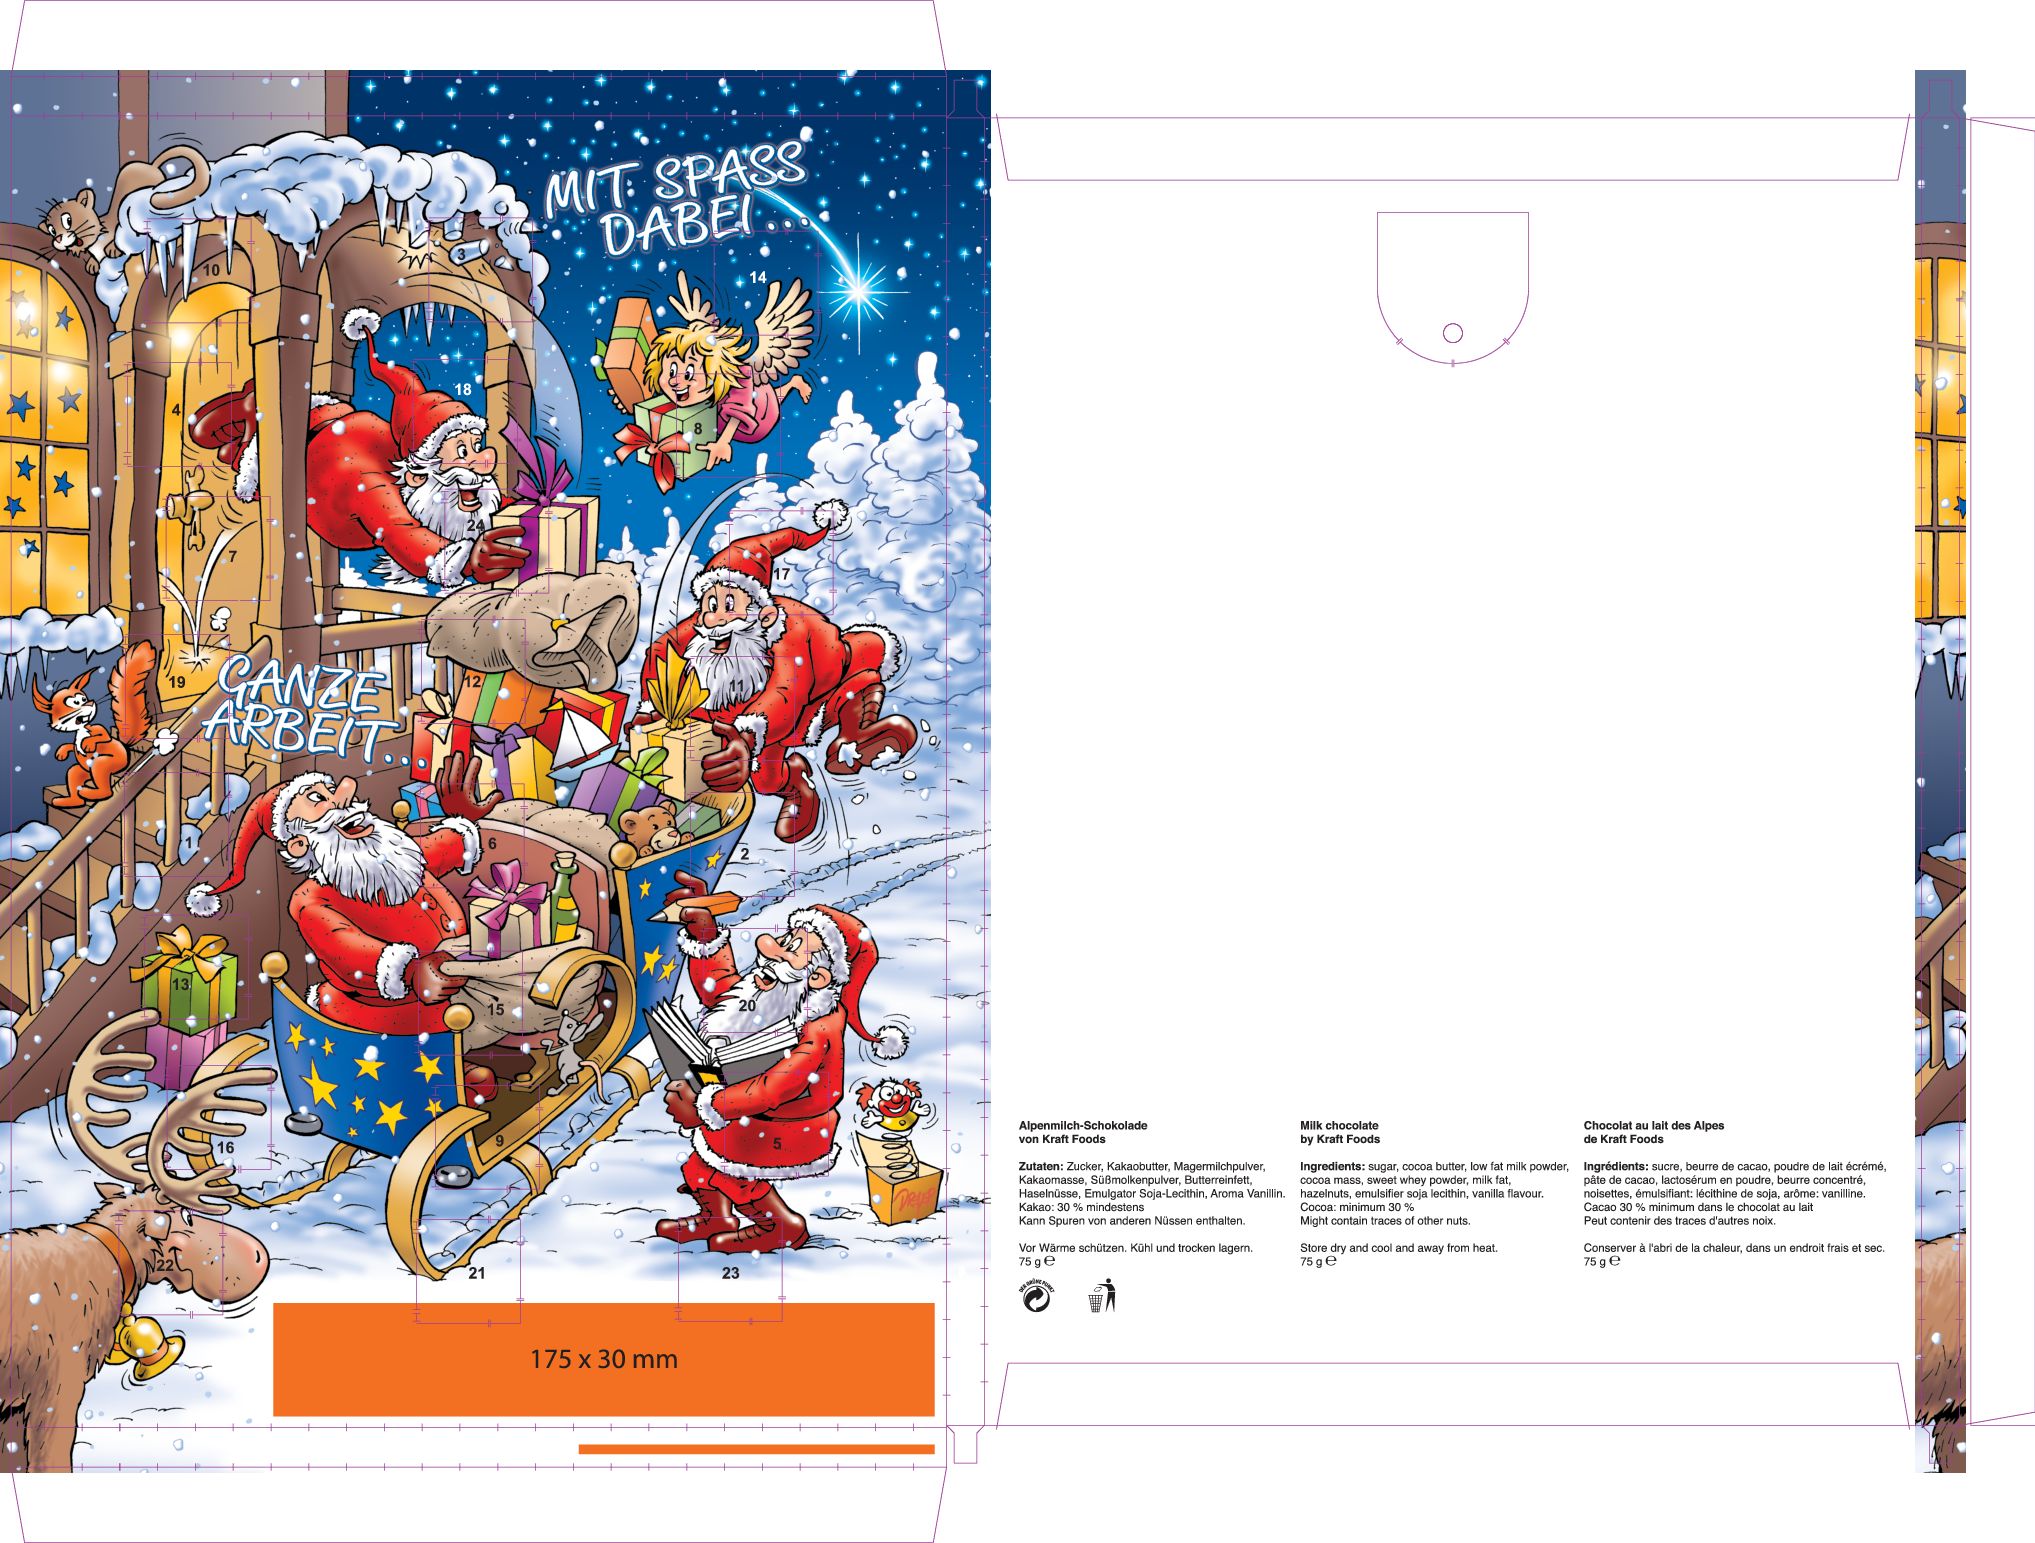 MIT SPASS
DABEI ...
10
3
14
18
4
8
24
7
17
12
11
19
GANZE
ARBEIT ...
1
6
2
13
15
20
16
9
5
22
21
23
DRAFF
175 x 30 mm
Alpenmilch-Schokolade
von Kraft Foods
Zutaten: Zucker, Kakaobutter, Magermilchpulver,
Kakaomasse, Süßmolkenpulver, Butterreinfett,
Haselnüsse, Emulgator Soja-Lecithin, Aroma Vanillin.
Kakao: 30 % mindestens
Kann Spuren von anderen Nüssen enthalten.
Vor Wärme schützen. Kühl und trocken lagern.
75 g ℮
DER GRÜNE PUNKT
Milk chocolate
by Kraft Foods
Ingredients: sugar, cocoa butter, low fat milk powder,
cocoa mass, sweet whey powder, milk fat,
hazelnuts, emulsifier soja lecithin, vanilla flavour.
Cocoa: minimum 30 %
Might contain traces of other nuts.
Store dry and cool and away from heat.
75 g ℮
Chocolat au lait des Alpes
de Kraft Foods
Ingrédients: sucre, beurre de cacao, poudre de lait écrémé,
pâte de cacao, lactosérum en poudre, beurre concentré,
noisettes, émulsifiant: lécithine de soja, arôme: vanilline.
Cacao 30 % minimum dans le chocolat au lait
Peut contenir des traces d'autres noix.
Conserver à l'abri de la chaleur, dans un endroit frais et sec.
75 g ℮